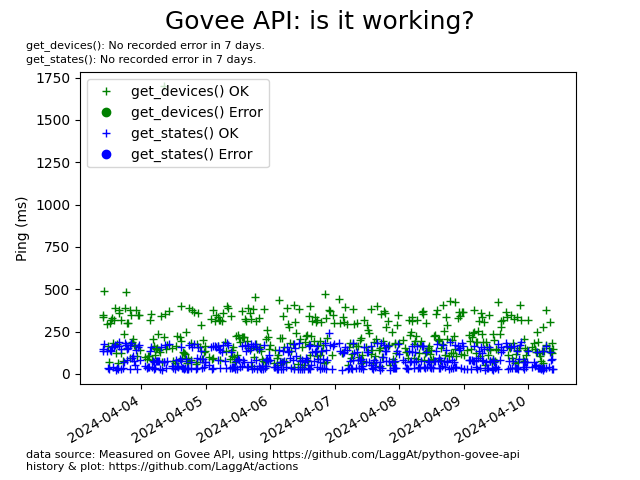 Govee API: is it working?
get_devices(): No recorded error in 7 days.
get_states(): No recorded error in 7 days.
get_devices() OK
get_devices() Error
get_states() OK
get_states() Error
Ping (ms)
1750
1500
1250
1000
750
500
250
0
2024-04-04
2024-04-05
2024-04-06
2024-04-07
2024-04-08
2024-04-09
2024-04-10
data source: Measured on Govee API, using https://github.com/LaggAt/python-govee-api
history & plot: https://github.com/LaggAt/actions